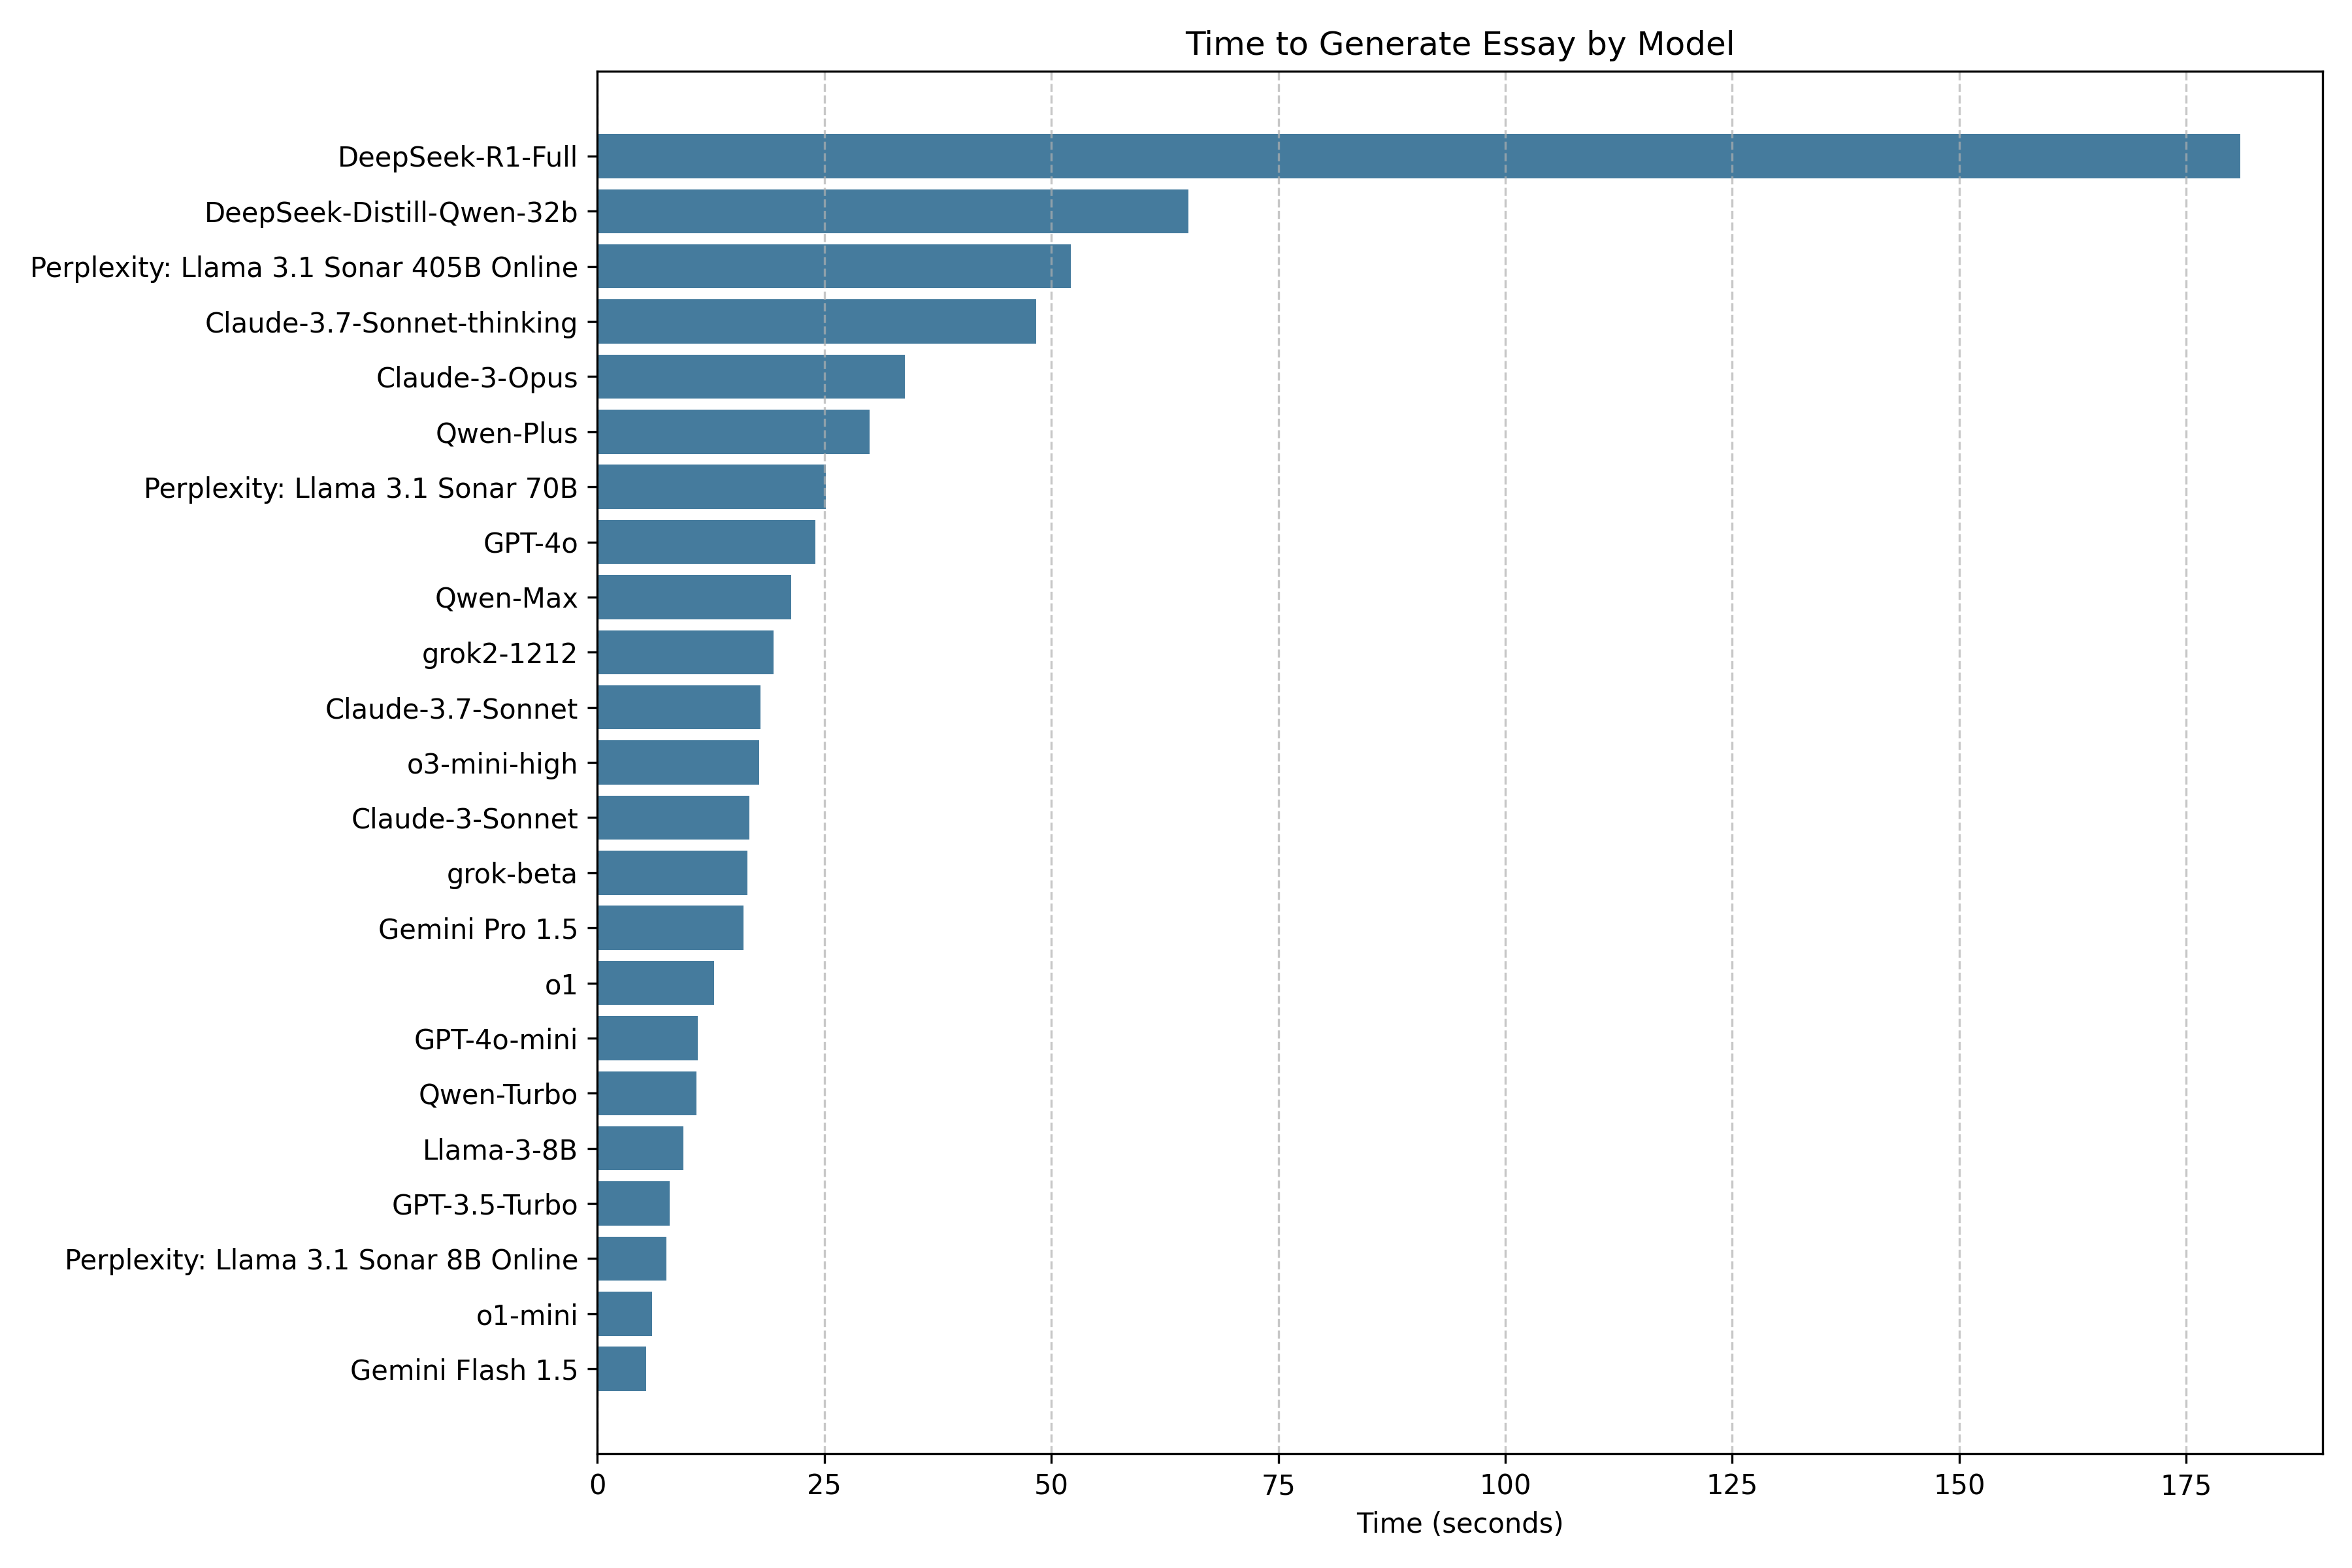 Time to Generate Essay by Model
DeepSeek-R1-Full
DeepSeek-Distill-Qwen-32b
Perplexity: Llama 3.1 Sonar 405B Online
Claude-3.7-Sonnet-thinking
Claude-3-Opus
Qwen-Plus
Perplexity: Llama 3.1 Sonar 70B
GPT-4o
Qwen-Max
grok2-1212
Claude-3.7-Sonnet
o3-mini-high
Claude-3-Sonnet
grok-beta
Gemini Pro 1.5
o1
GPT-4o-mini
Qwen-Turbo
Llama-3-8B
GPT-3.5-Turbo
Perplexity: Llama 3.1 Sonar 8B Online
o1-mini
Gemini Flash 1.5
0 25 50 75 100 125 150 175
Time (seconds)